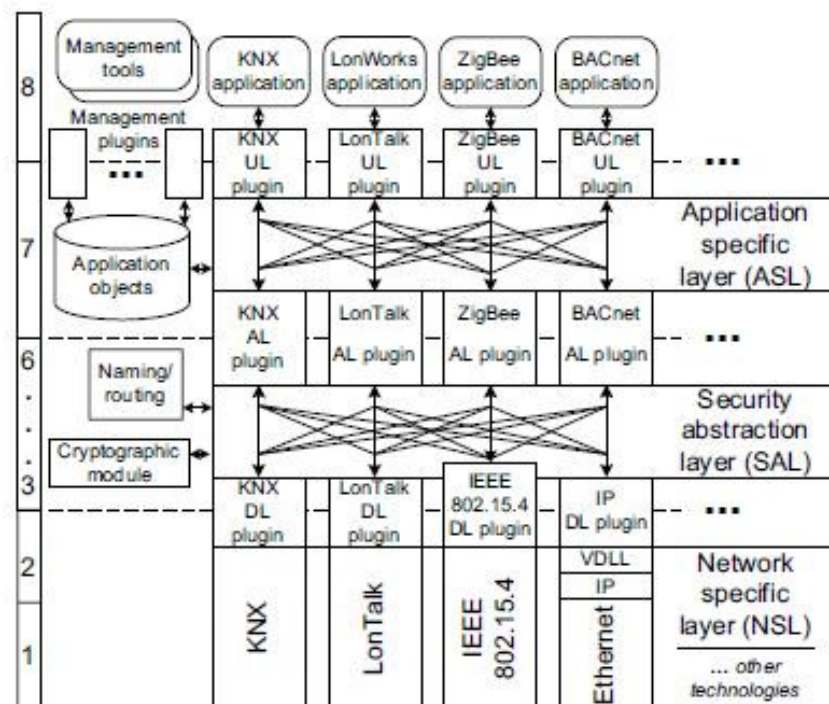 8
Management
tools
KNX
application
LonWorks
application
ZigBee
application
BACnet
application
Management
plugins
...
KNX
UL
plugin
LonTalk
UL
plugin
ZigBee
UL
plugin
BACnet
UL
plugin
...
7
Application
objects
Application
specific
layer (ASL)
KNX
AL
plugin
LonTalk
AL plugin
ZigBee
AL plugin
BACnet
AL plugin
...
6
.
.
.
3
Naming/
routing
Cryptographic
module
Security
abstraction
layer (SAL)
KNX
DL
plugin
LonTalk
DL
plugin
IEEE
802.15.4
DL plugin
IP
DL plugin
...
2
1
KNX
LonTalk
IEEE
802.15.4
VDLL
IP
Ethernet
Network
specific
layer (NSL)
... other
technologies